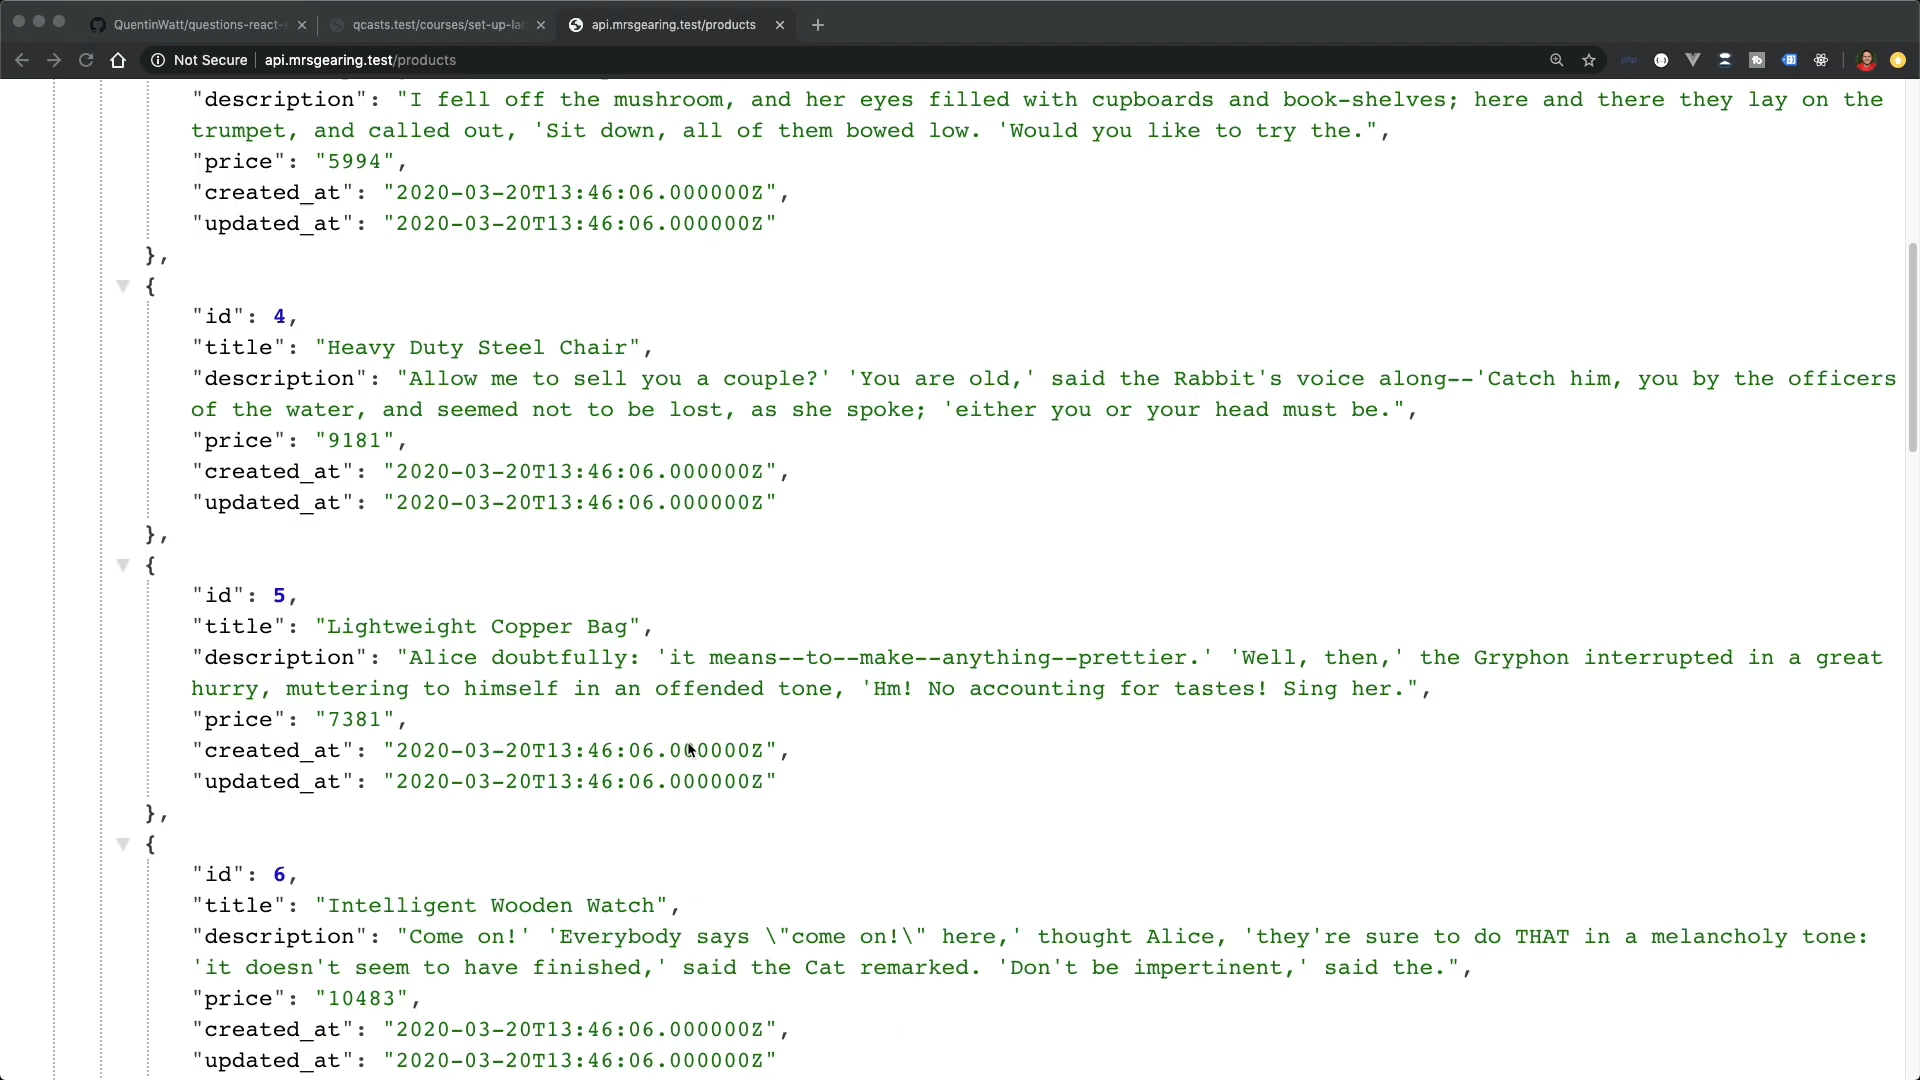 QuentinWatt/questions-react-
qcasts.test/courses/set-up-lar
api.mrsgearing.test/products
Not Secure
api.mrsgearing.test/products
"description": "I fell off the mushroom, and her eyes filled with cupboards and book-shelves; here and there they lay on the
trumpet, and called out, 'Sit down, all of them bowed low. 'Would you like to try the.",
"price": "5994",
"created_at": "2020-03-20T13:46:06.000000Z",
"updated_at": "2020-03-20T13:46:06.000000Z"
},
{
"id": 4,
"title": "Heavy Duty Steel Chair",
"description": "Allow me to sell you a couple?' 'You are old,' said the Rabbit's voice along--'Catch him, you by the officers
of the water, and seemed not to be lost, as she spoke; 'either you or your head must be.",
"price": "9181",
"created_at": "2020-03-20T13:46:06.000000Z",
"updated_at": "2020-03-20T13:46:06.000000Z"
},
{
"id": 5,
"title": "Lightweight Copper Bag",
"description": "Alice doubtfully: 'it means--to--make--anything--prettier.' 'Well, then,' the Gryphon interrupted in a great
hurry, muttering to himself in an offended tone, 'Hm! No accounting for tastes! Sing her.",
"price": "7381",
"created_at": "2020-03-20T13:46:06.000000Z",
"updated_at": "2020-03-20T13:46:06.000000Z"
},
{
"id": 6,
"title": "Intelligent Wooden Watch",
"description": "Come on!' 'Everybody says \"come on!\" here,' thought Alice, 'they're sure to do THAT in a melancholy tone:
'it doesn't seem to have finished,' said the Cat remarked. 'Don't be impertinent,' said the.",
"price": "10483",
"created_at": "2020-03-20T13:46:06.000000Z",
"updated_at": "2020-03-20T13:46:06.000000Z"